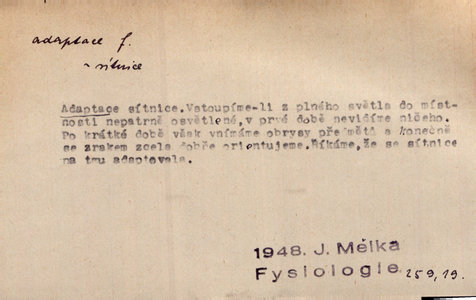 adaptace f.
~ sítnice
Adaptace sítnice. Vstoupíme-li z plného světla do míst-
nosti nepatrně osvětlené, v prvé době nevidíme ničeho.
Po krátké době však vnímáme obrysy předmětů a konečně
se zrakem zcela dobře orientujeme. Říkáme, že se sítnice
na tmu adaptovala.
1948. J. Mělka
Fysiologie 259,19.